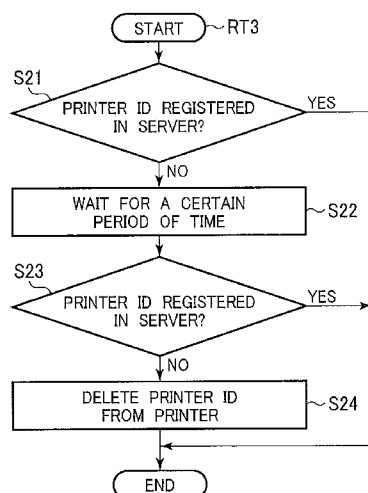 START
RT3
S21
PRINTER ID REGISTERED
IN SERVER?
YES
NO
WAIT FOR A CERTAIN
PERIOD OF TIME
S22
S23
PRINTER ID REGISTERED
IN SERVER?
YES
NO
DELETE PRINTER ID
FROM PRINTER
S24
END